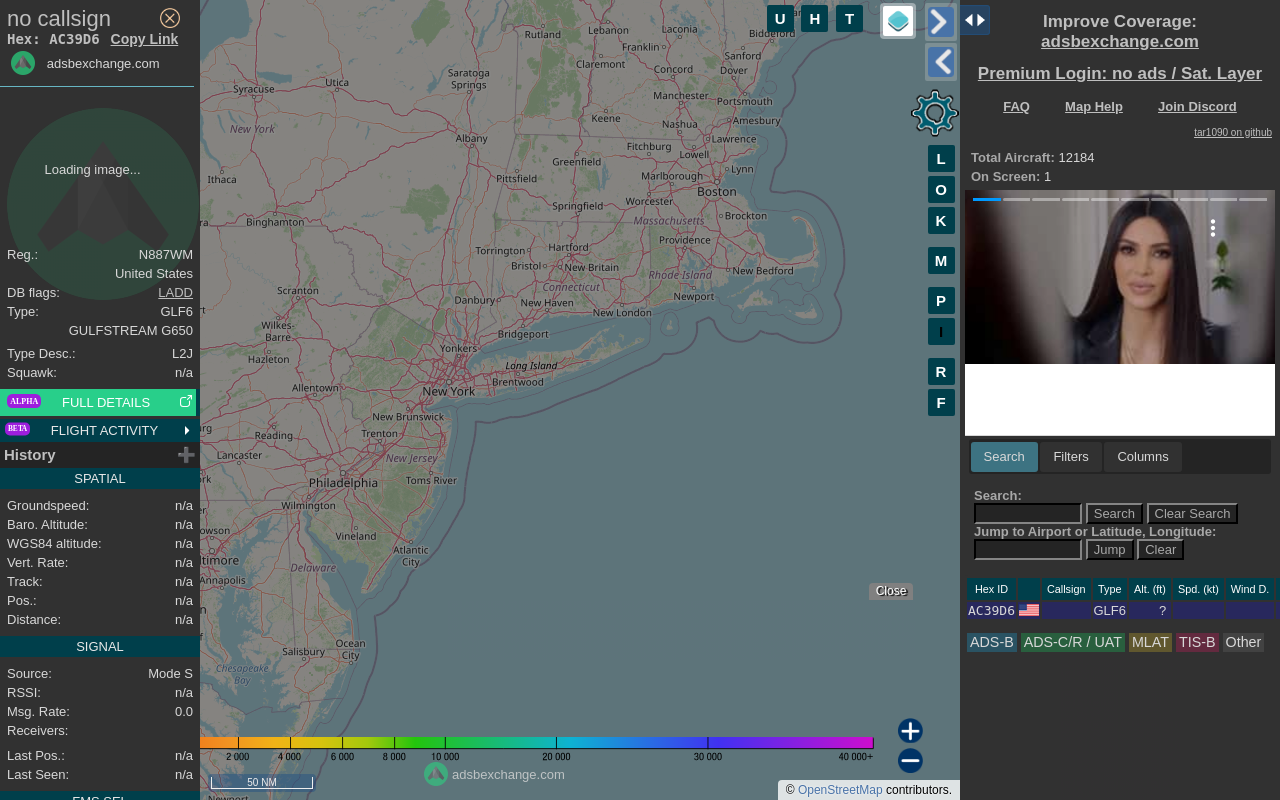 no callsign
Hex: AC39D6 Copy Link
adsbexchange.com
Loading image...
Reg.: N887WM
United States
DB flags: LADD
Type: GLF6
GULFSTREAM G650
Type Desc.: L2J
Squawk: n/a
ALPHA FULL DETAILS
BETA FLIGHT ACTIVITY
History
SPATIAL
Groundspeed: n/a
Baro. Altitude: n/a
WGS84 altitude: n/a
Vert. Rate: n/a
Track: n/a
Pos.: n/a
Distance: n/a
SIGNAL
Source: Mode S
RSSI: n/a
Msg. Rate: 0.0
Receivers:
Last Pos.: n/a
Last Seen: n/a
FMS SEL
U H T
L
O
K
M
P
I
R
F
Rutland
Lebanon
Laconia
Biddeford
Franklin
Sanford
Claremont
Concord
Dover
Saratoga
Springs
Utica
Syracuse
Manchester
Portsmouth
Keene
Nashua
Amesbury
New York
Albany
Fitchburg
Lawrence
Lowell
Greenfield
Marlborough
Lynn
Ithaca
Pittsfield
Boston
Worcester
Springfield
Massachusetts
Brockton
Binghamton
Torrington
Hartford
Providence
Bristol
New Britain
Rhode Island
New Bedford
Connecticut
Scranton
Danbury
New Haven
New London
Newport
Wilkes-
Barre
Bridgeport
Yonkers
Hazleton
Long Island
Allentown
New York
Brentwood
New Brunswick
Reading
Trenton
Lancaster
New Jersey
Philadelphia
Toms River
Wilmington
Vineland
Atlantic
City
Delaware
Annapolis
Ocean
City
Salisbury
Chesapeake
Bay
Close
2 000 4 000 6 000 8 000 10 000 20 000 30 000 40 000+
50 NM
adsbexchange.com
© OpenStreetMap contributors.
Improve Coverage:
adsbexchange.com
Premium Login: no ads / Sat. Layer
FAQ Map Help Join Discord
tar1090 on github
Total Aircraft: 12184
On Screen: 1
Search Filters Columns
Search:
Search Clear Search
Jump to Airport or Latitude, Longitude:
Jump Clear
Hex ID Callsign Type Alt. (ft) Spd. (kt) Wind D.
AC39D6 GLF6 ?
ADS-B ADS-C/R / UAT MLAT TIS-B Other